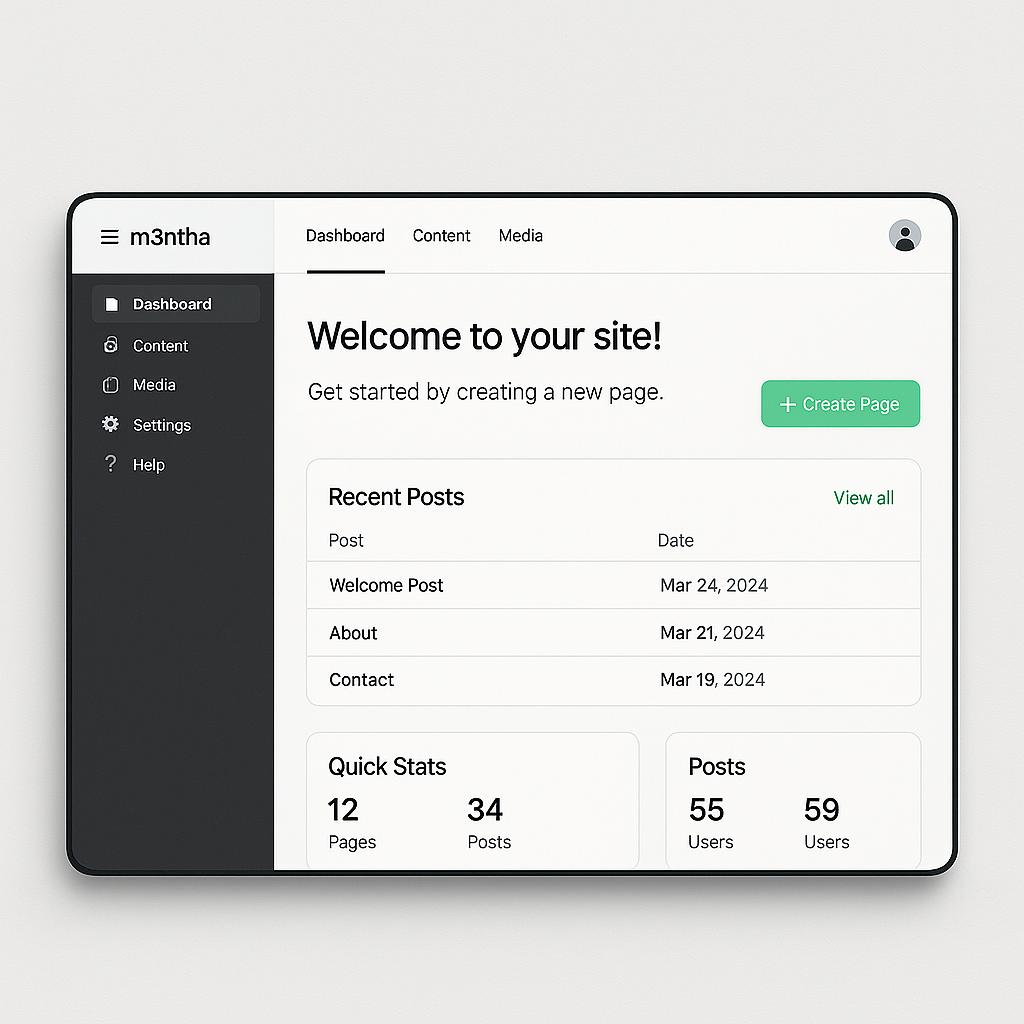 m3ntha
Dashboard Content Media
Dashboard
Content
Media
Settings
? Help
Welcome to your site!
Get started by creating a new page.
+ Create Page
Recent Posts View all
Post Date
Welcome Post Mar 24, 2024
About Mar 21, 2024
Contact Mar 19, 2024
Quick Stats
12 34
Pages Posts
Posts
55 59
Users Users